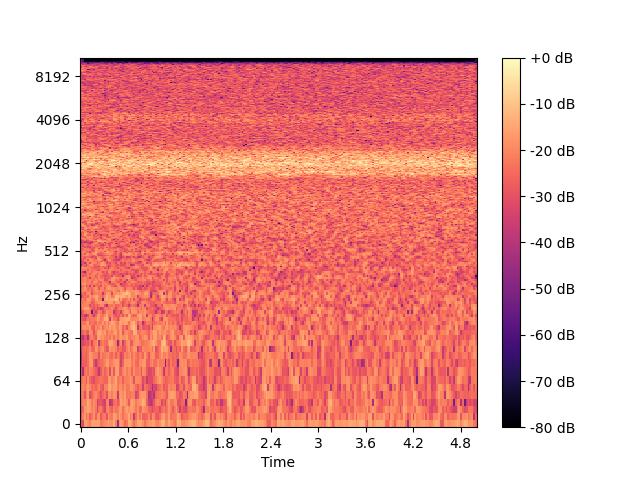 8192
4096
2048
1024
512
256
128
64
0
Hz
0 0.6 1.2 1.8 2.4 3 3.6 4.2 4.8
Time
+0 dB
-10 dB
-20 dB
-30 dB
-40 dB
-50 dB
-60 dB
-70 dB
-80 dB